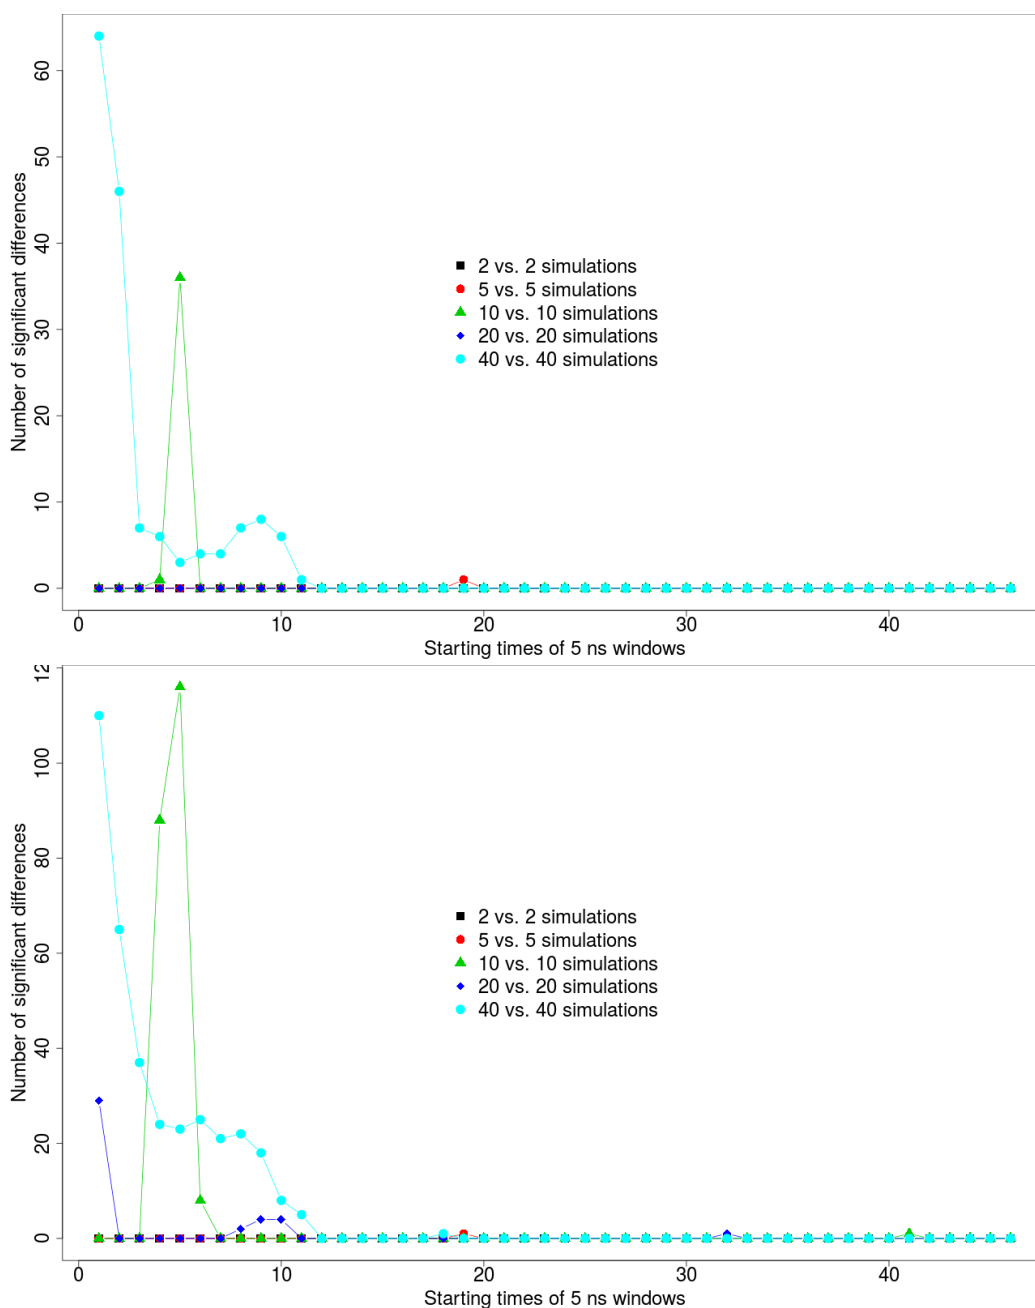 60
50
40
30
20
10
0
Number of significant differences
2 vs. 2 simulations
5 vs. 5 simulations
10 vs. 10 simulations
20 vs. 20 simulations
40 vs. 40 simulations
0 10 20 30 40
Starting times of 5 ns windows
12
100
80
60
40
20
0
Number of significant differences
2 vs. 2 simulations
5 vs. 5 simulations
10 vs. 10 simulations
20 vs. 20 simulations
40 vs. 40 simulations
0 10 20 30 40
Starting times of 5 ns windows